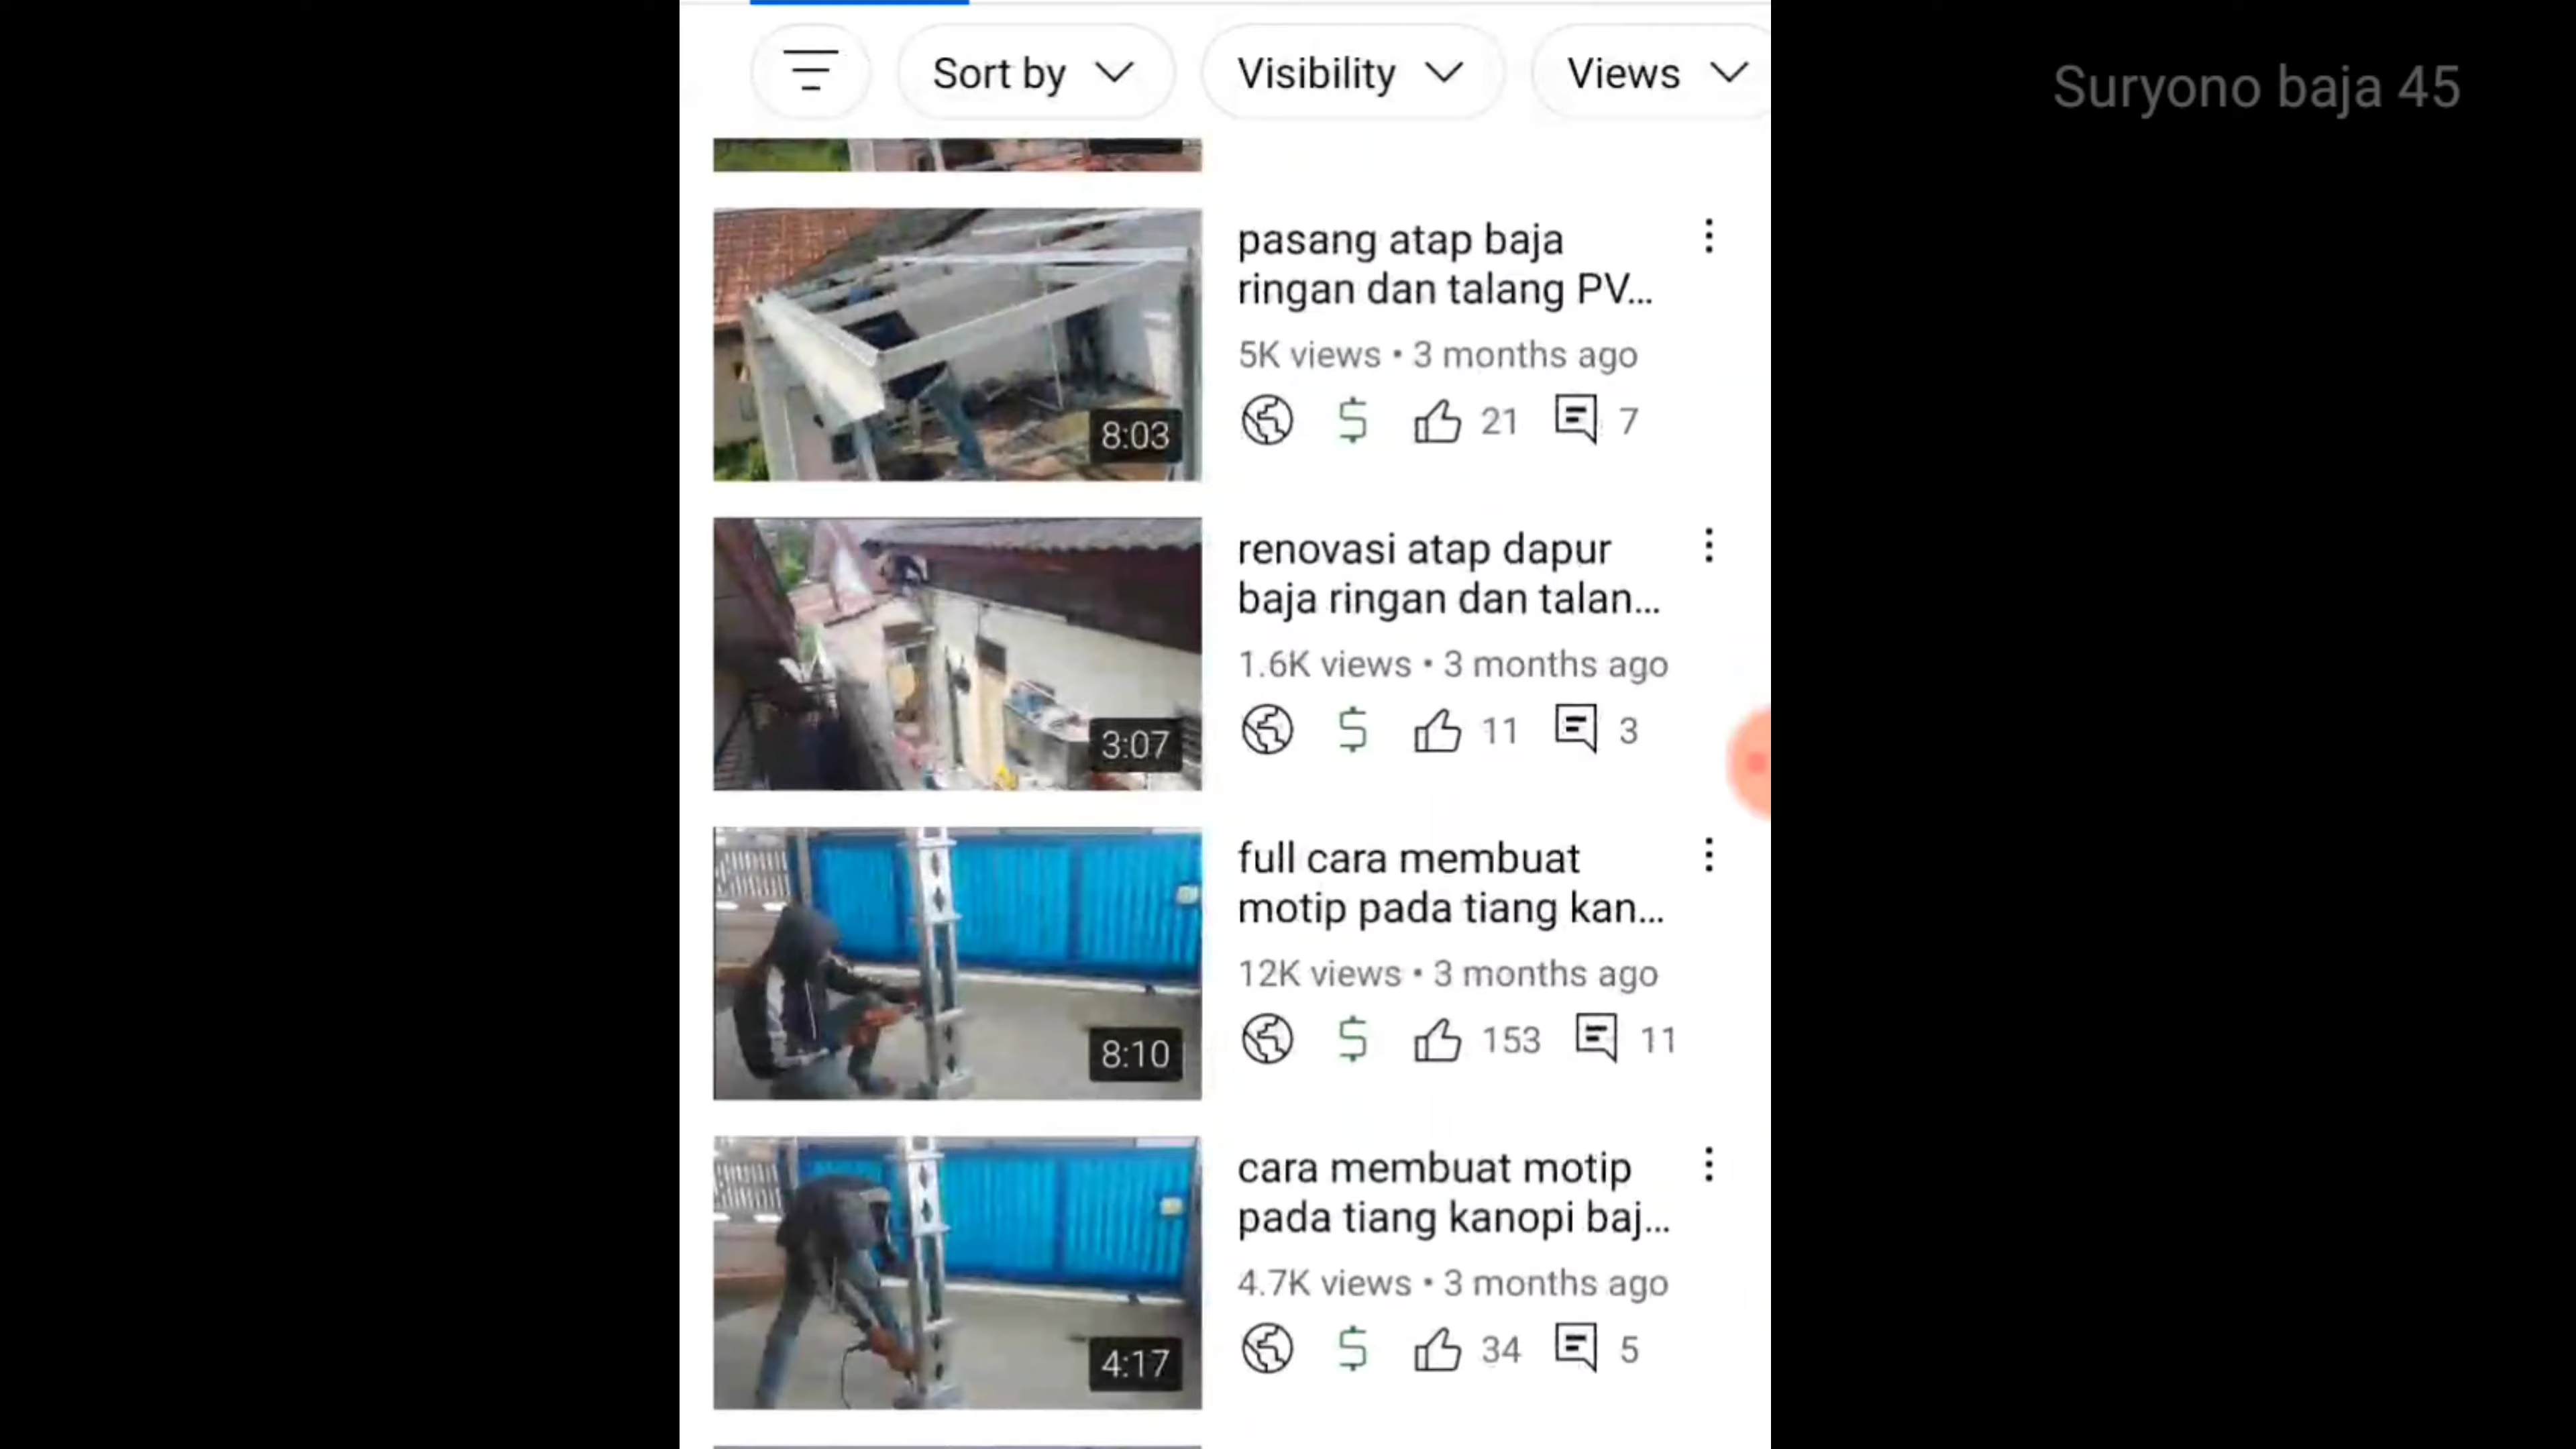 Sort by
Visibility
Views
Suryono baja 45
pasang atap baja
ringan dan talang PV...
5K views • 3 months ago
21
7
8:03
renovasi atap dapur
baja ringan dan talan...
1.6K views • 3 months ago
11
3
3:07
full cara membuat
motip pada tiang kan...
12K views • 3 months ago
153
11
8:10
cara membuat motip
pada tiang kanopi baj...
4.7K views • 3 months ago
34
5
4:17